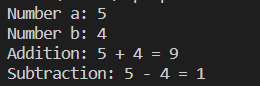 Number a: 5
Number b: 4
Addition: 5 + 4 = 9
Subtraction: 5 - 4 = 1